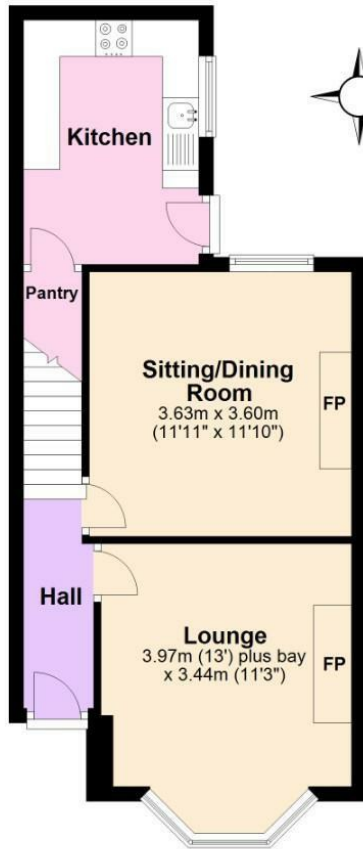 Kitchen
Pantry
Sitting/Dining
Room
3.63m x 3.60m
(11'11" x 11'10")
FP
Hall
Lounge
3.97m (13') plus bay
x 3.44m (11'3")
FP